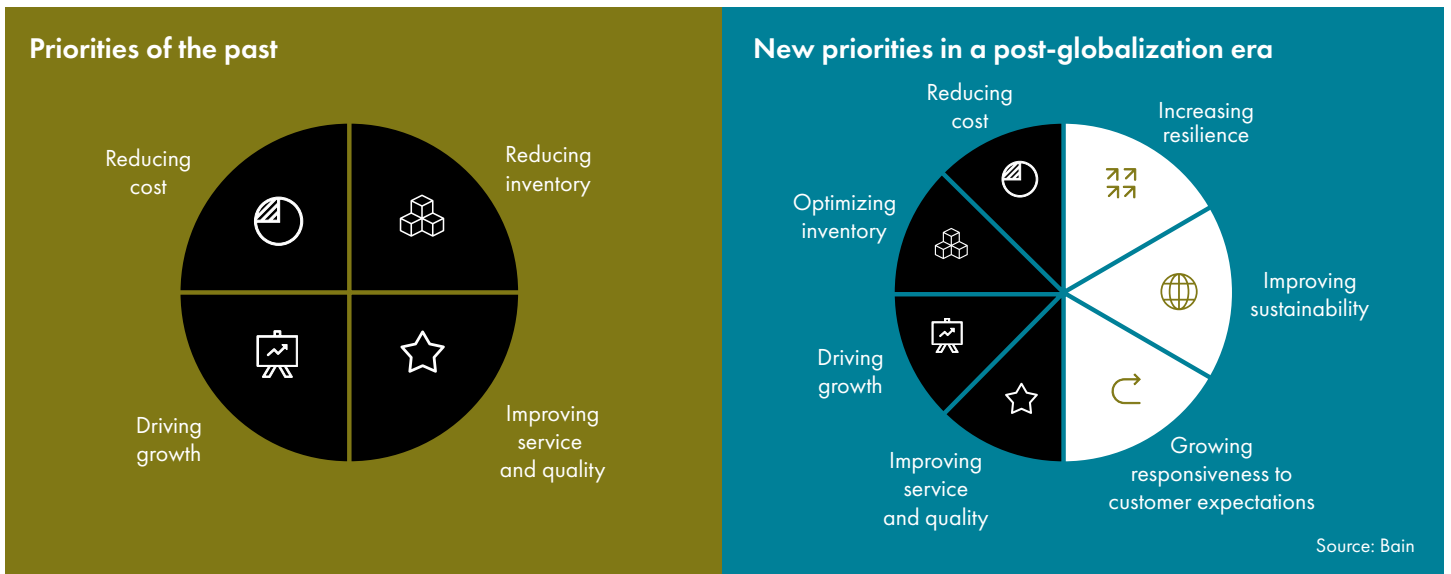 Priorities of the past
Reducing
cost
Reducing
inventory
Driving
growth
Improving
service
and quality
New priorities in a post-globalization era
Reducing
cost
Increasing
resilience
Optimizing
inventory
Improving
sustainability
Driving
growth
Improving
service
and quality
Growing
responsiveness to
customer expectations
Source: Bain